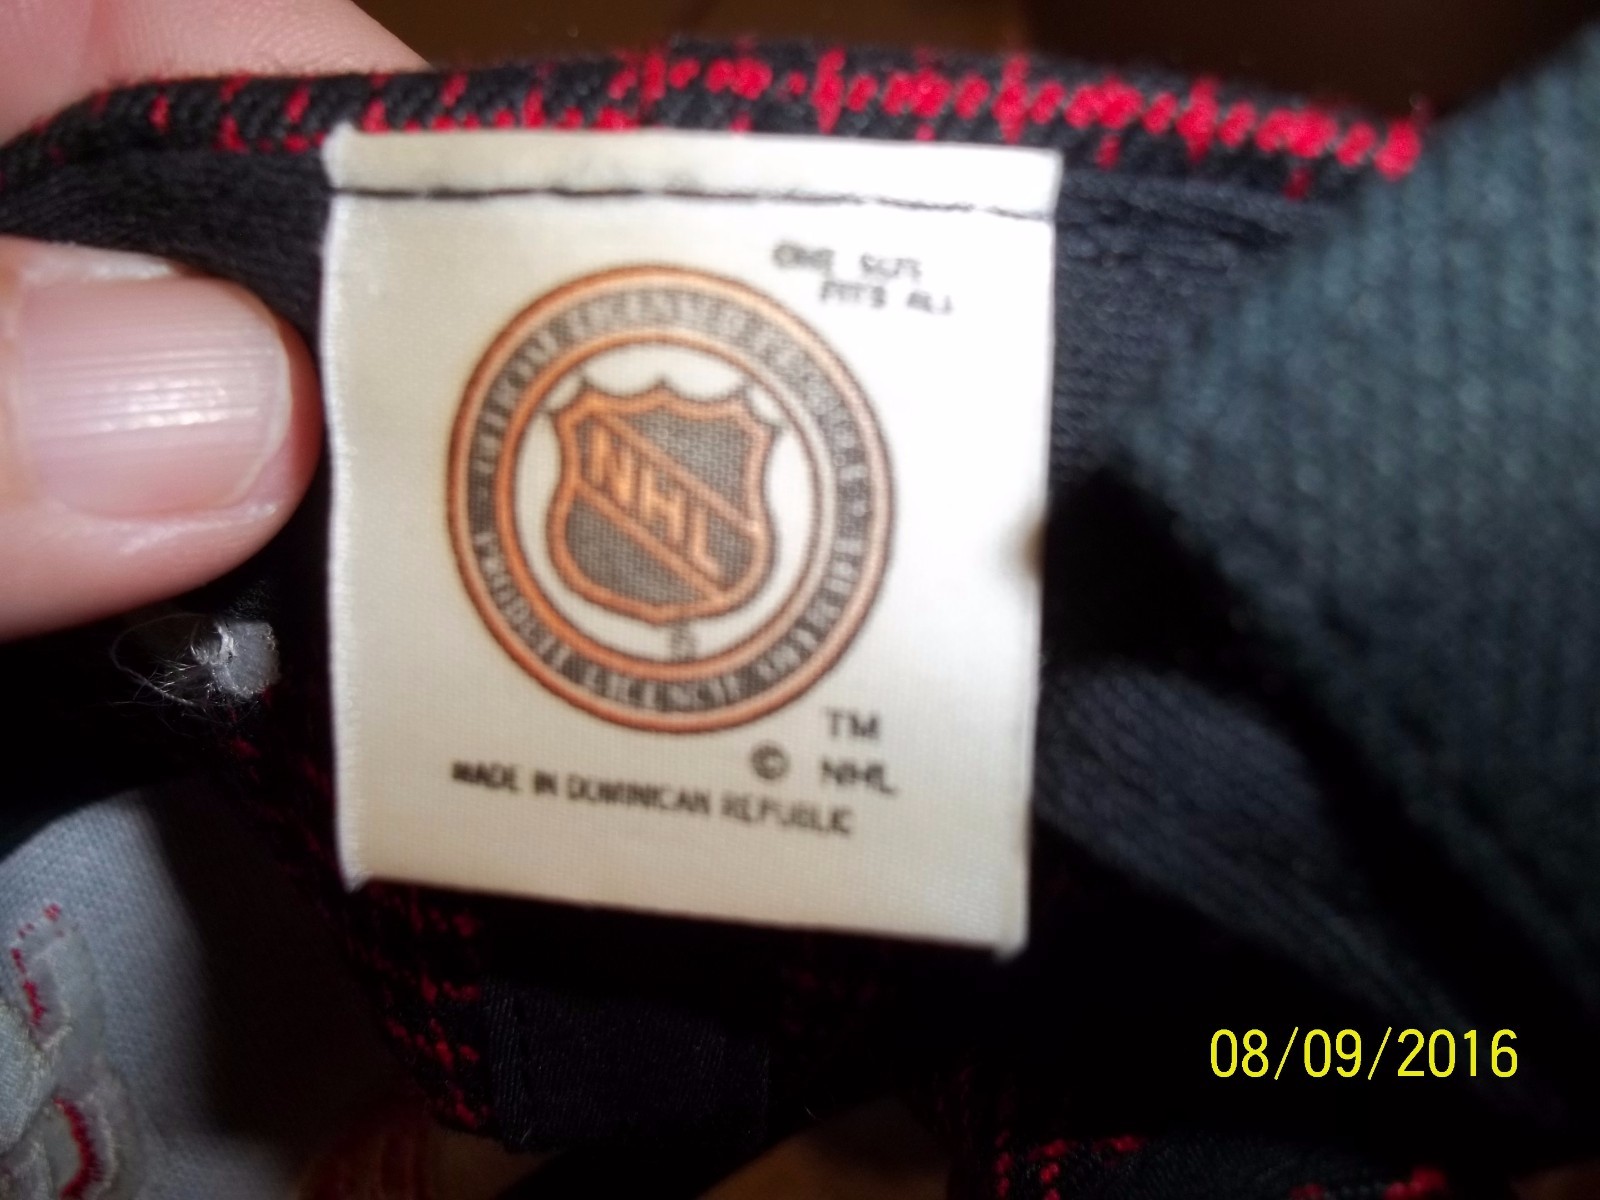 ONE SIZE
FITS ALL
NHL
TM
© NHL
MADE IN DOMINICAN REPUBLIC
08/09/2016